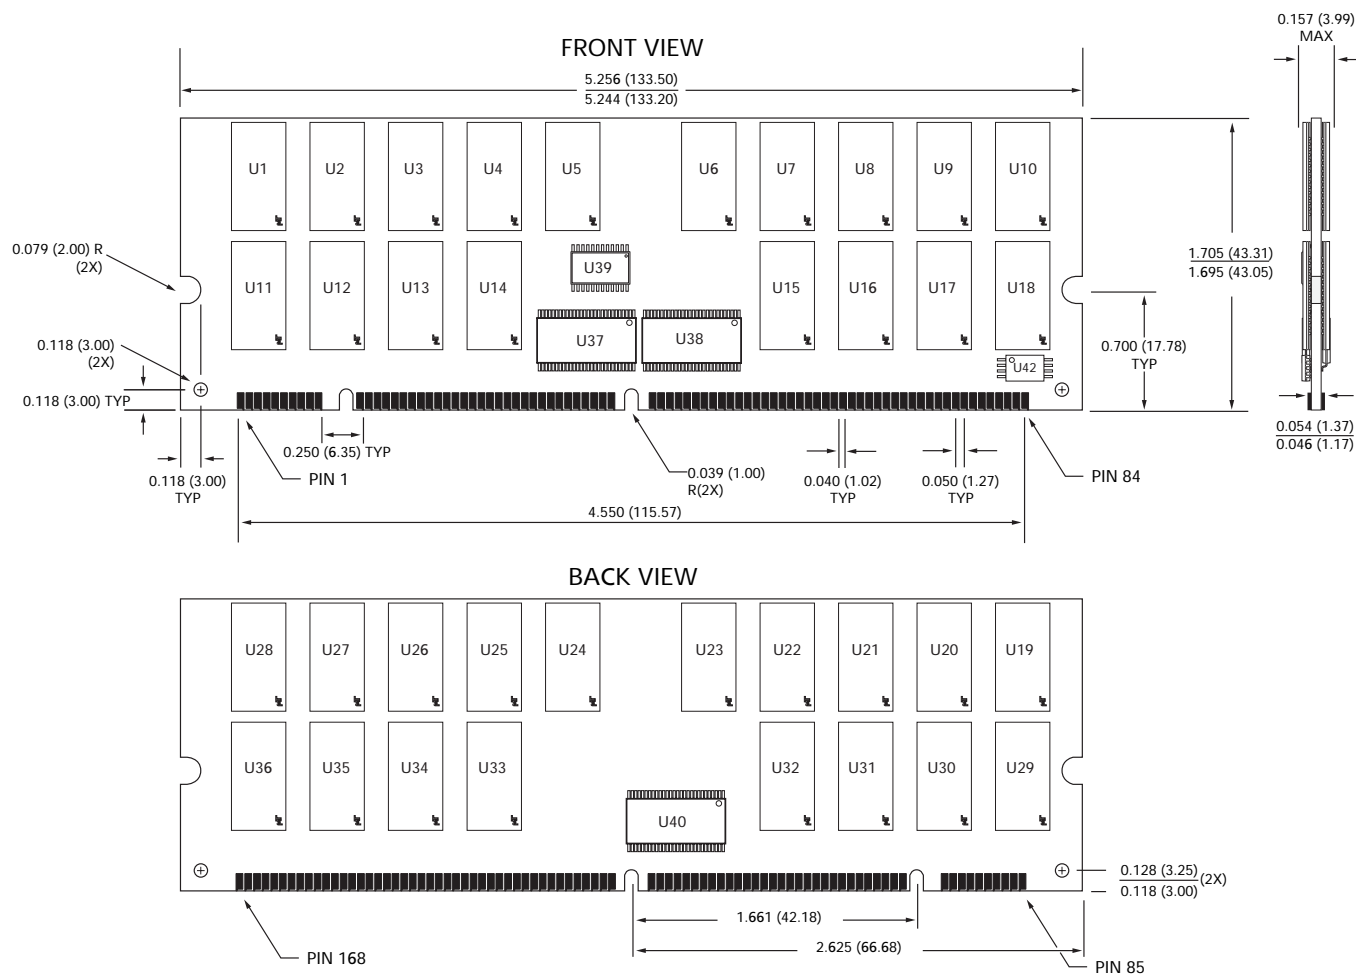 0.157 (3.99)
MAX
FRONT VIEW
5.256 (133.50)
5.244 (133.20)
U1 U2 U3 U4 U5 U6 U7 U8 U9 U10
0.079 (2.00) R
(2X)
U11 U12 U13 U14 U39 U15 U16 U17 U18
1.705 (43.31)
1.695 (43.05)
U37 U38
0.118 (3.00)
(2X)
0.700 (17.78)
TYP
U42
0.118 (3.00) TYP
0.250 (6.35) TYP
0.054 (1.37)
0.046 (1.17)
0.118 (3.00)
TYP
PIN 1
0.039 (1.00)
R(2X)
0.040 (1.02)
TYP
0.050 (1.27)
TYP
PIN 84
4.550 (115.57)
BACK VIEW
U28 U27 U26 U25 U24 U23 U22 U21 U20 U19
U36 U35 U34 U33 U32 U31 U30 U29
U40
0.128 (3.25)
0.118 (3.00)
(2X)
1.661 (42.18)
2.625 (66.68)
PIN 168
PIN 85